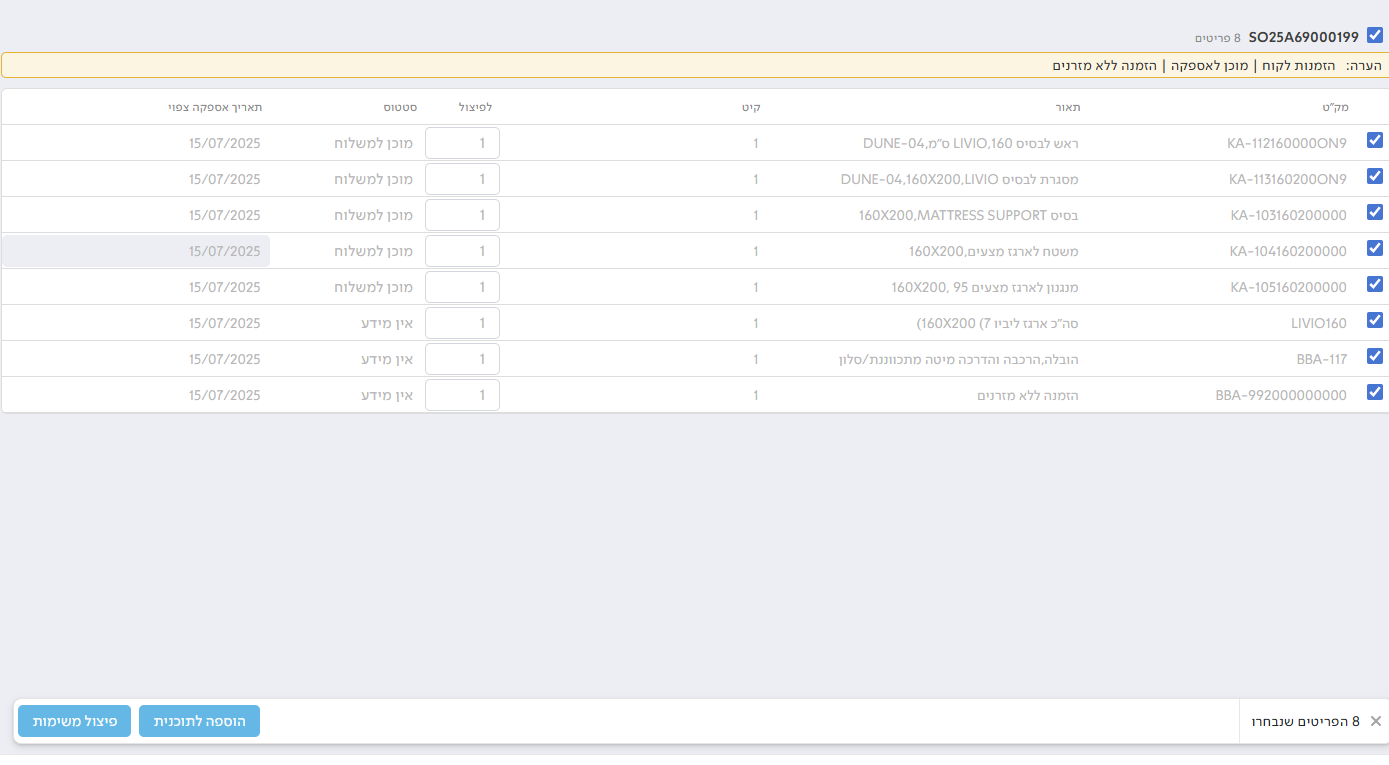 SO25A69000199 8 פריטים
הערה: הזמנות לקוח | מוכן לאספקה | הזמנה ללא מזרנים
מק"ט תאור קיט לפיצול סטטוס תאריך אספקה צפוי
KA-112160000ON9 ראש לבסיס LIVIO,160 ס"מ,DUNE-04 1 1 מוכן למשלוח 15/07/2025
KA-113160200ON9 מסגרת לבסיס DUNE-04,160X200,LIVIO 1 1 מוכן למשלוח 15/07/2025
KA-103160200000 בסיס 160X200,MATTRESS SUPPORT 1 1 מוכן למשלוח 15/07/2025
KA-104160200000 משטח לארגז מצעים,160X200 1 1 מוכן למשלוח 15/07/2025
KA-105160200000 מנגנון לארגז מצעים 95 ,160X200 1 1 מוכן למשלוח 15/07/2025
LIVIO160 סה"כ ארגז ליביו 7) 160X200) 1 1 אין מידע 15/07/2025
BBA-117 הובלה,הרכבה והדרכה מיטה מתכווננת/סלון 1 1 אין מידע 15/07/2025
BBA-992000000000 הזמנה ללא מזרנים 1 1 אין מידע 15/07/2025
8 הפריטים שנבחרו
הוספה לתוכנית
פיצול משימות